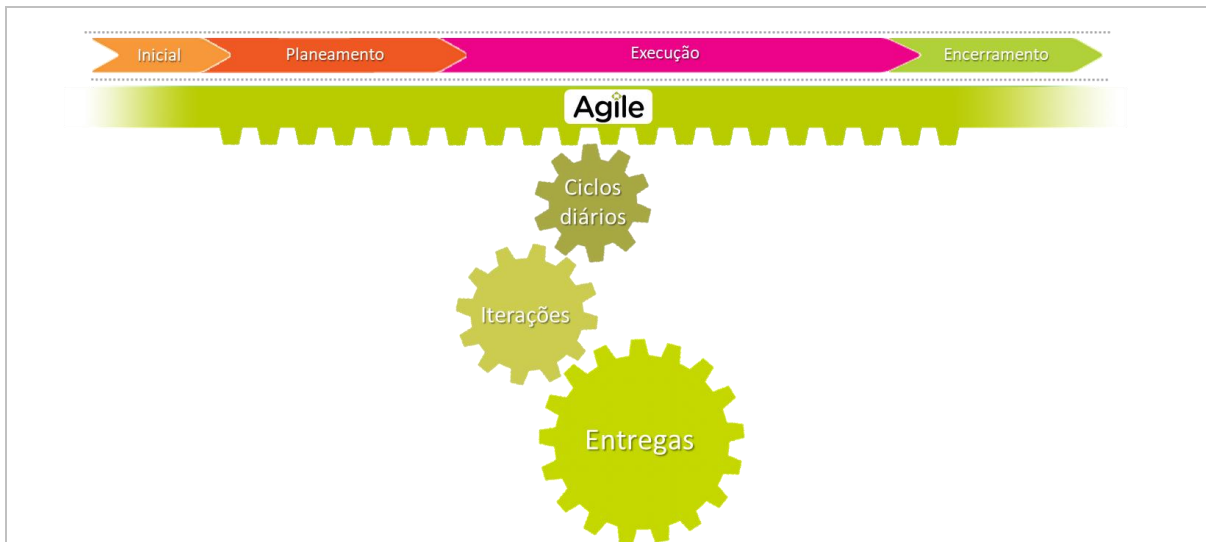 Inicial
Planeamento
Execução
Encerramento
Agile
Ciclos
diários
Iterações
Entregas